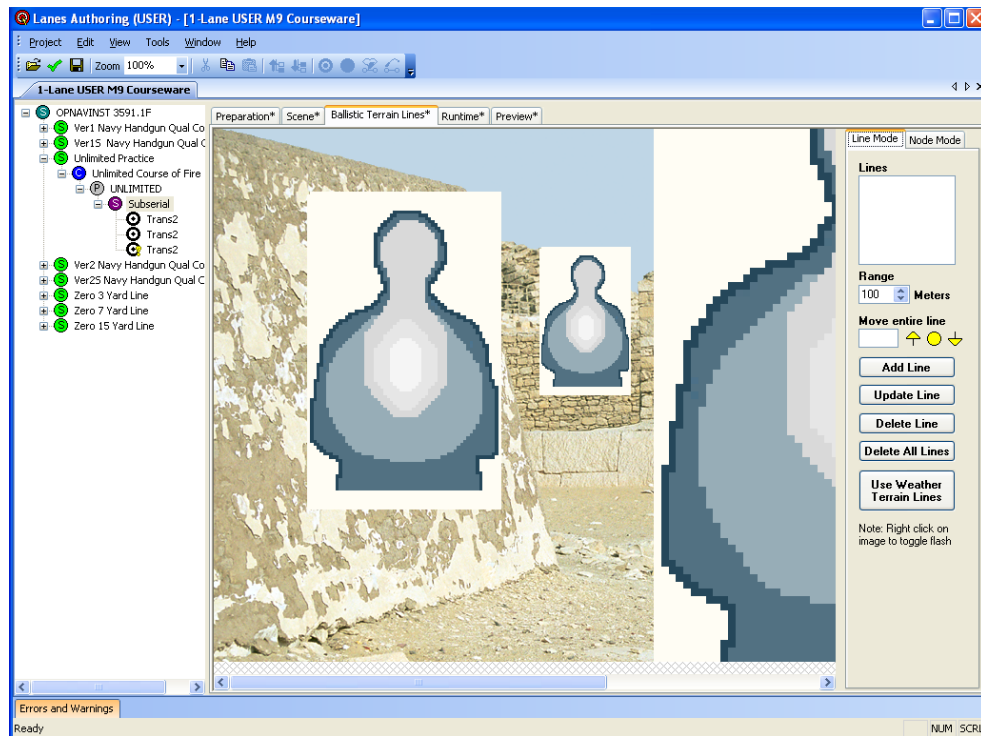 Lanes Authoring (USER) - [1-Lane USER M9 Courseware]
Project Edit View Tools Window Help
Zoom 100%
1-Lane USER M9 Courseware
OPNAVINST 3591.1F
Ver1 Navy Handgun Qual Co
Ver1S Navy Handgun Qual C
Unlimited Practice
C Unlimited Course of Fire
P UNLIMITED
S Subserial
Trans2
Trans2
Trans2
Ver2 Navy Handgun Qual Co
Ver2S Navy Handgun Qual C
Zero 3 Yard Line
Zero 7 Yard Line
Zero 15 Yard Line
Preparation* Scene* Ballistic Terrain Lines* Runtime* Preview*
Line Mode Node Mode
Lines
Range
100 Meters
Move entire line
Add Line
Update Line
Delete Line
Delete All Lines
Use Weather
Terrain Lines
Note: Right click on
image to toggle flash
Errors and Warnings
Ready NUM SCRL